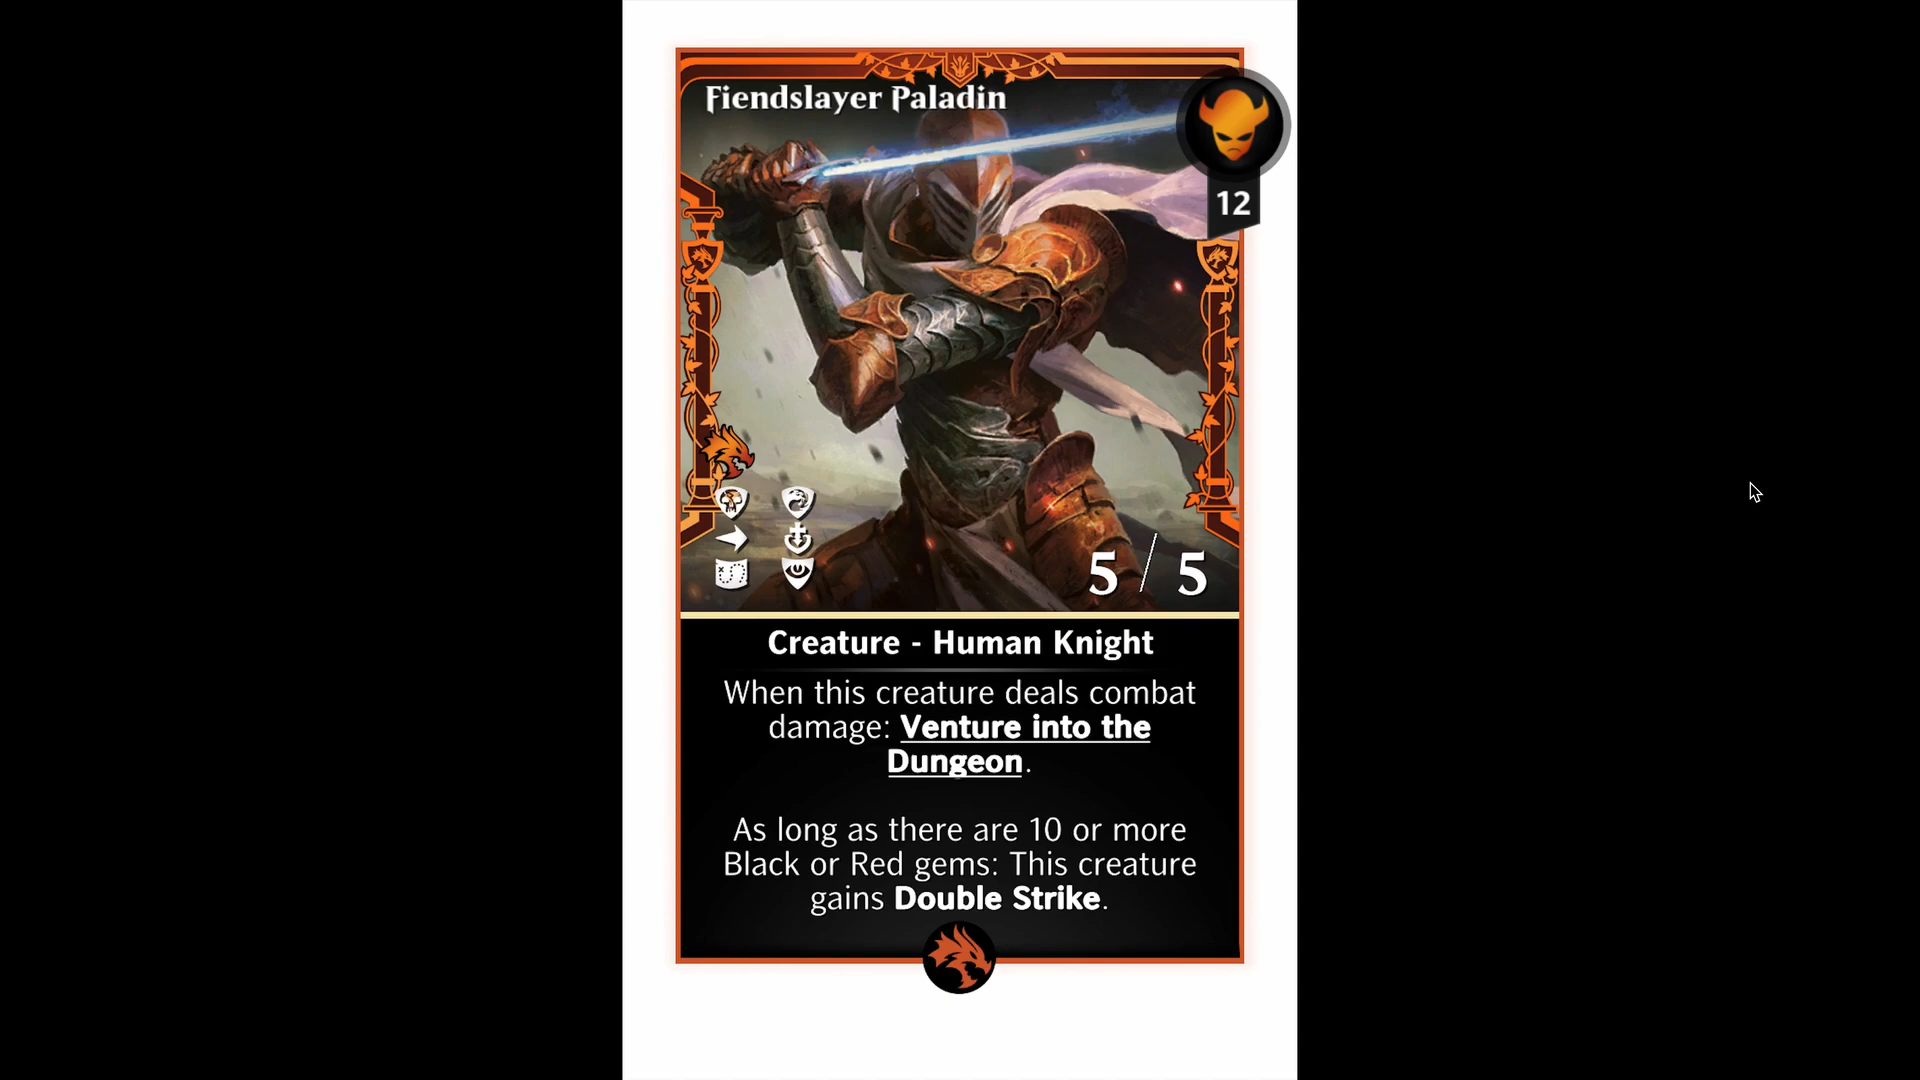 Fiendslayer Paladin
12
5 / 5
Creature - Human Knight
When this creature deals combat
damage: Venture into the
Dungeon.
As long as there are 10 or more
Black or Red gems: This creature
gains Double Strike.